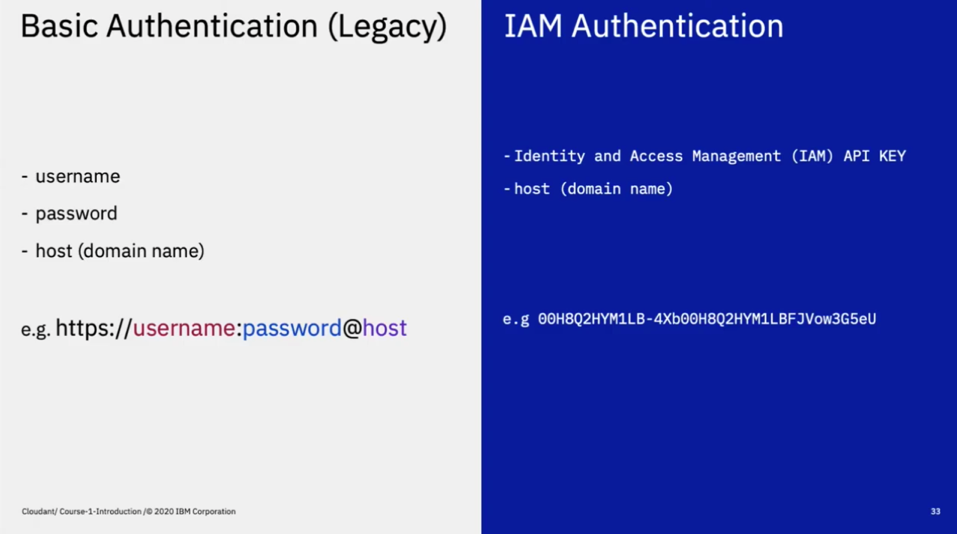 Basic Authentication (Legacy)
- username
- password
- host (domain name)
e.g. https://username:password@host
Cloudant/ Course-1-Introduction /© 2020 IBM Corporation
IAM Authentication
- Identity and Access Management (IAM) API KEY
- host (domain name)
e.g 00H8Q2HYM1LB-4Xb00H8Q2HYM1LBFJVow3G5eU
33